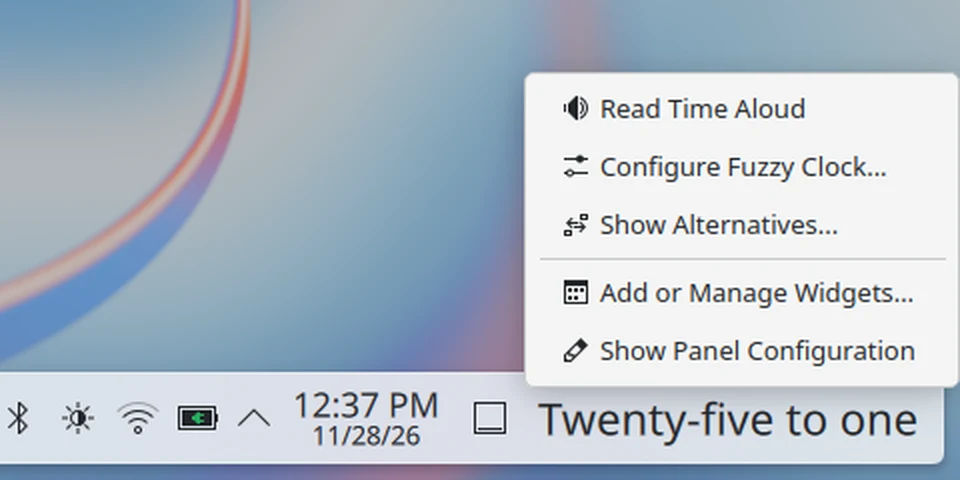 Read Time Aloud
Configure Fuzzy Clock...
Show Alternatives...
Add or Manage Widgets...
Show Panel Configuration
12:37 PM
11/28/26
Twenty-five to one